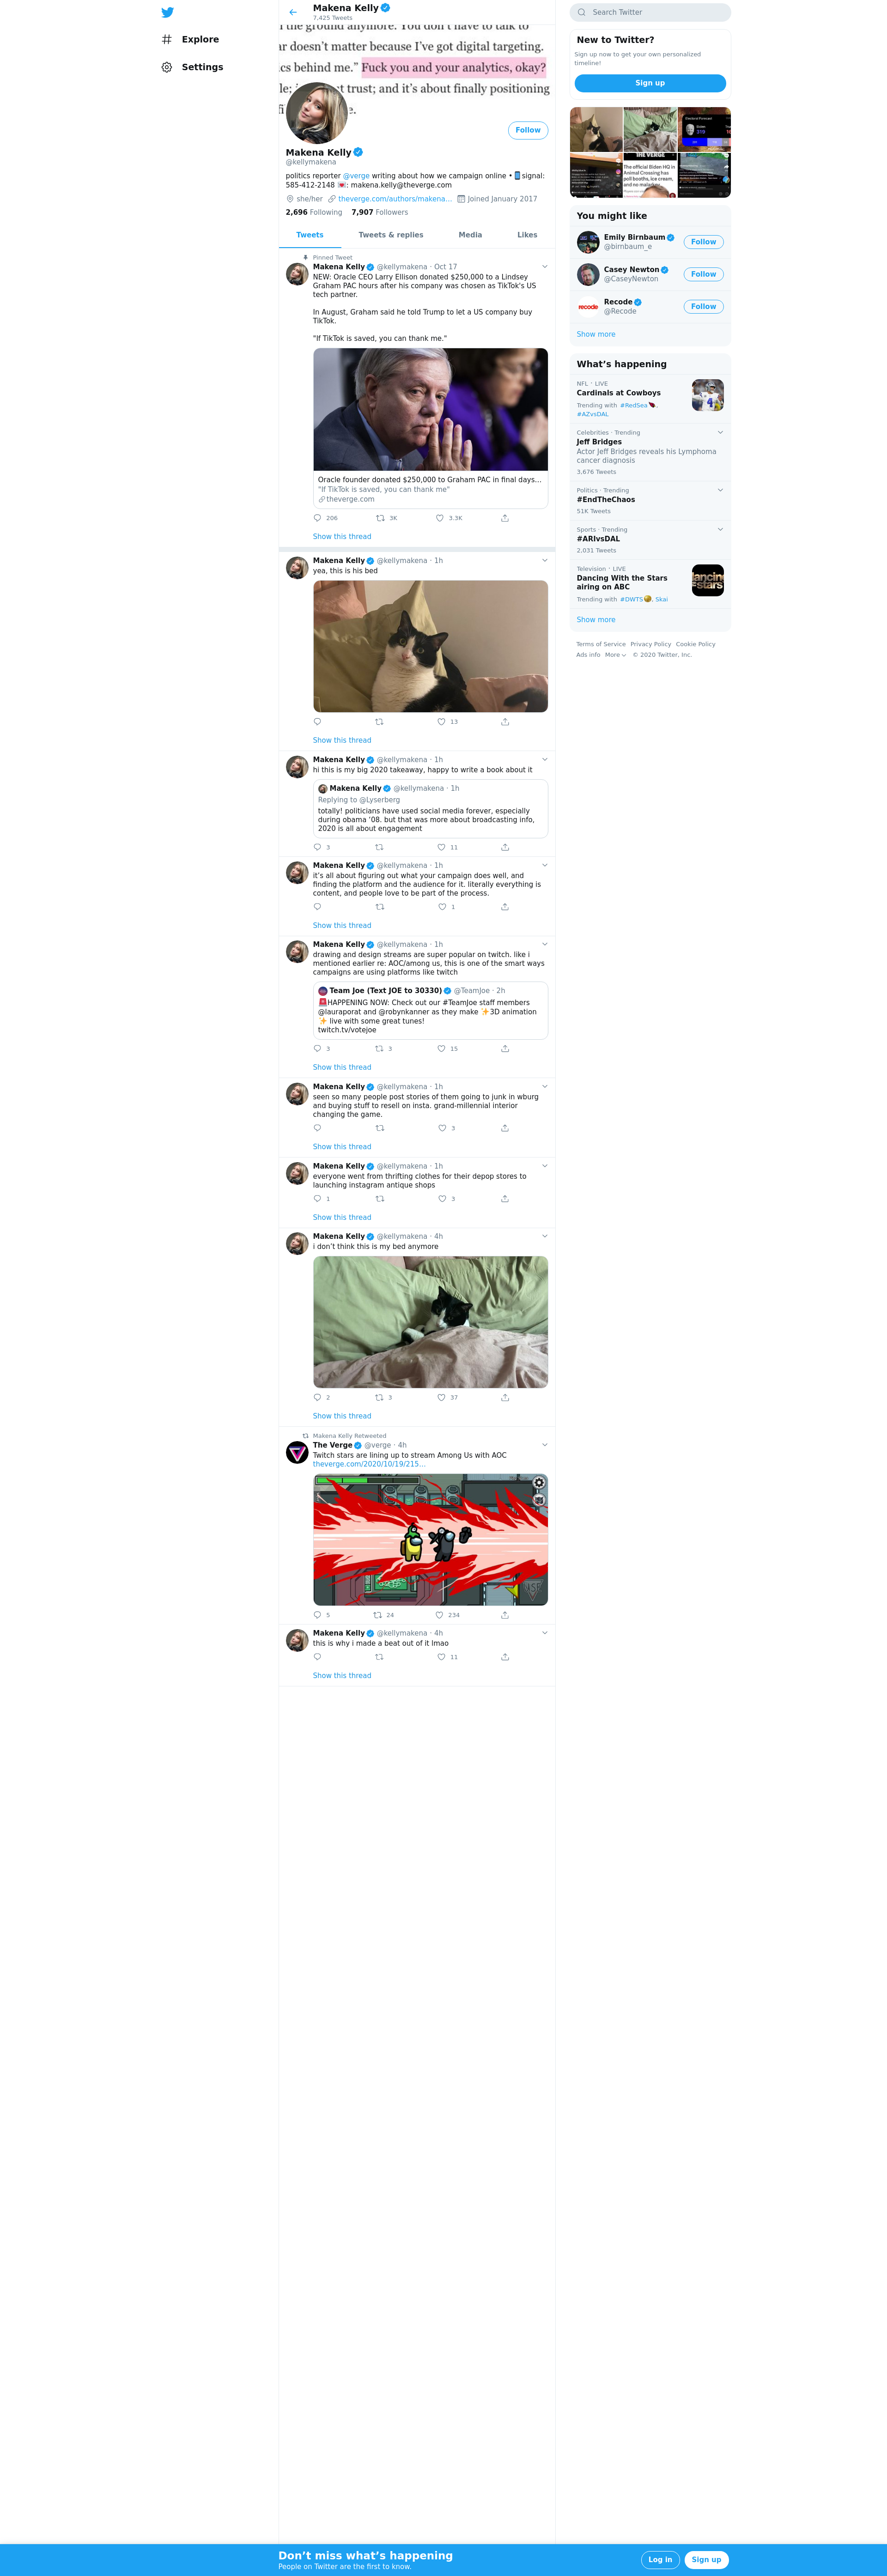 Explore
Settings
Makena Kelly
7,425 Tweets
the ground anymore. You don't have to talk to
ar doesn't matter because I've got digital targeting.
ics behind me." Fuck you and your analytics, okay?
trust; and it's about finally positioning
Follow
Makena Kelly
@kellymakena
politics reporter @verge writing about how we campaign online • 📱signal:
585-412-2148 💌: makena.kelly@theverge.com
she/her theverge.com/authors/makena… Joined January 2017
2,696 Following 7,907 Followers
Tweets Tweets & replies Media Likes
Pinned Tweet
Makena Kelly @kellymakena · Oct 17
NEW: Oracle CEO Larry Ellison donated $250,000 to a Lindsey
Graham PAC hours after his company was chosen as TikTok's US
tech partner.
In August, Graham said he told Trump to let a US company buy
TikTok.
"If TikTok is saved, you can thank me."
Oracle founder donated $250,000 to Graham PAC in final days…
"If TikTok is saved, you can thank me"
theverge.com
206 3K 3.3K
Show this thread
Makena Kelly @kellymakena · 1h
yea, this is his bed
13
Show this thread
Makena Kelly @kellymakena · 1h
hi this is my big 2020 takeaway, happy to write a book about it
Makena Kelly @kellymakena · 1h
Replying to @Lyserberg
totally! politicians have used social media forever, especially
during obama '08. but that was more about broadcasting info,
2020 is all about engagement
3 11
Makena Kelly @kellymakena · 1h
it's all about figuring out what your campaign does well, and
finding the platform and the audience for it. literally everything is
content, and people love to be part of the process.
1
Show this thread
Makena Kelly @kellymakena · 1h
drawing and design streams are super popular on twitch. like i
mentioned earlier re: AOC/among us, this is one of the smart ways
campaigns are using platforms like twitch
Team Joe (Text JOE to 30330) @TeamJoe · 2h
🚨HAPPENING NOW: Check out our #TeamJoe staff members
@lauraporat and @robynkanner as they make ✨3D animation
✨ live with some great tunes!
twitch.tv/votejoe
3 3 15
Show this thread
Makena Kelly @kellymakena · 1h
seen so many people post stories of them going to junk in wburg
and buying stuff to resell on insta. grand-millennial interior
changing the game.
3
Show this thread
Makena Kelly @kellymakena · 1h
everyone went from thrifting clothes for their depop stores to
launching instagram antique shops
1 3
Show this thread
Makena Kelly @kellymakena · 4h
i don't think this is my bed anymore
2 3 37
Show this thread
Makena Kelly Retweeted
The Verge @verge · 4h
Twitch stars are lining up to stream Among Us with AOC
theverge.com/2020/10/19/215…
5 24 234
Makena Kelly @kellymakena · 4h
this is why i made a beat out of it lmao
11
Show this thread
Search Twitter
New to Twitter?
Sign up now to get your own personalized
timeline!
Sign up
Electoral Forecast
319
THE VERGE
The official Biden HQ in
Animal Crossing has
poll booths, ice cream,
and no malarkey
You might like
Emily Birnbaum
@birnbaum_e
Follow
Casey Newton
@CaseyNewton
Follow
recode
Recode
@Recode
Follow
Show more
What's happening
NFL · LIVE
Cardinals at Cowboys
Trending with #RedSea,
#AZvsDAL
Celebrities · Trending
Jeff Bridges
Actor Jeff Bridges reveals his Lymphoma
cancer diagnosis
3,676 Tweets
Politics · Trending
#EndTheChaos
51K Tweets
Sports · Trending
#ARIvsDAL
2,031 Tweets
Television · LIVE
Dancing With the Stars
airing on ABC
Trending with #DWTS, Skai
Show more
Terms of Service Privacy Policy Cookie Policy
Ads info More © 2020 Twitter, Inc.
Don't miss what's happening
People on Twitter are the first to know.
Log in Sign up